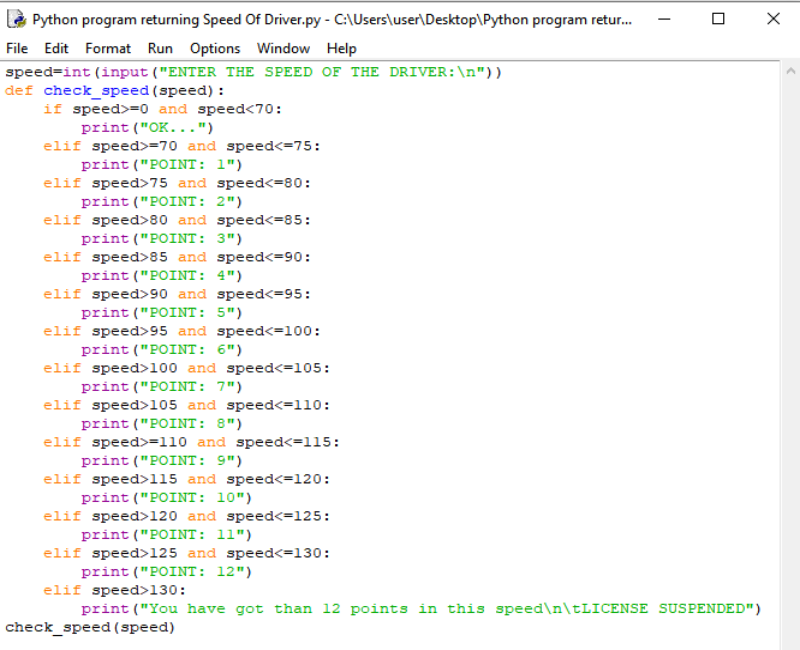 Python program returning Speed Of Driver.py - C:\Users\user\Desktop\Python program retur...
File Edit Format Run Options Window Help
speed=int(input("ENTER THE SPEED OF THE DRIVER:\n"))
def check_speed(speed):
    if speed>=0 and speed<70:
        print("OK...")
    elif speed>=70 and speed<=75:
        print("POINT: 1")
    elif speed>75 and speed<=80:
        print("POINT: 2")
    elif speed>80 and speed<=85:
        print("POINT: 3")
    elif speed>85 and speed<=90:
        print("POINT: 4")
    elif speed>90 and speed<=95:
        print("POINT: 5")
    elif speed>95 and speed<=100:
        print("POINT: 6")
    elif speed>100 and speed<=105:
        print("POINT: 7")
    elif speed>105 and speed<=110:
        print("POINT: 8")
    elif speed>=110 and speed<=115:
        print("POINT: 9")
    elif speed>115 and speed<=120:
        print("POINT: 10")
    elif speed>120 and speed<=125:
        print("POINT: 11")
    elif speed>125 and speed<=130:
        print("POINT: 12")
    elif speed>130:
        print("You have got than 12 points in this speed\n\tLICENSE SUSPENDED")
check_speed(speed)